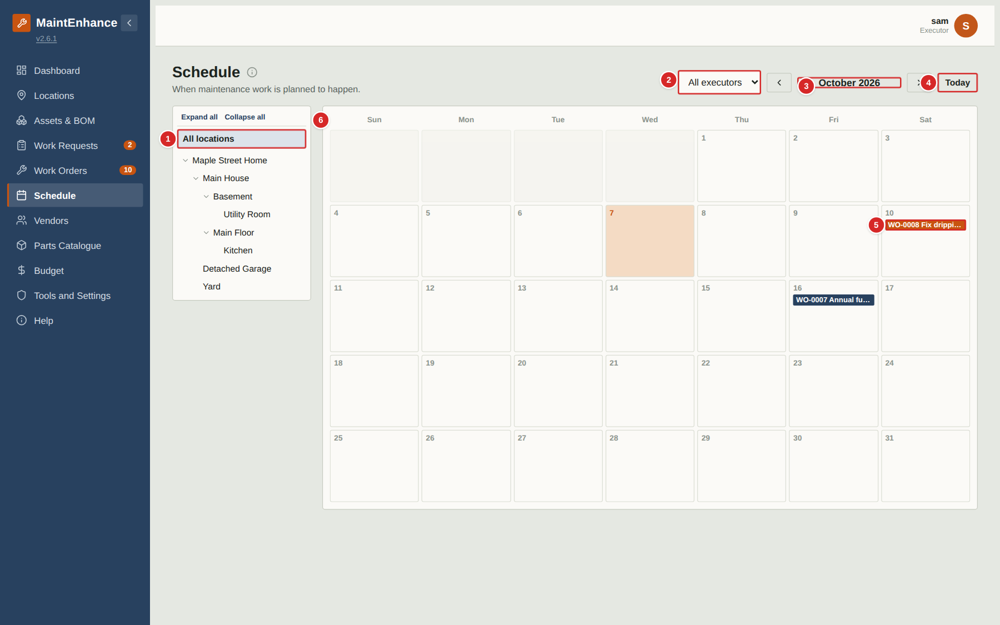 MaintEnhance
v2.6.1
Dashboard
Locations
Assets & BOM
Work Requests 2
Work Orders 10
Schedule
Vendors
Parts Catalogue
Budget
Tools and Settings
Help
sam
Executor
S
Schedule
When maintenance work is planned to happen.
2 All executors
3 October 2026
4 Today
Expand all Collapse all
1 All locations
Maple Street Home
Main House
Basement
Utility Room
Main Floor
Kitchen
Detached Garage
Yard
6
Sun Mon Tue Wed Thu Fri Sat
1 2 3
4 5 6 7 8 9 10
5 WO-0008 Fix drippi...
11 12 13 14 15 16 17
WO-0007 Annual fu...
18 19 20 21 22 23 24
25 26 27 28 29 30 31